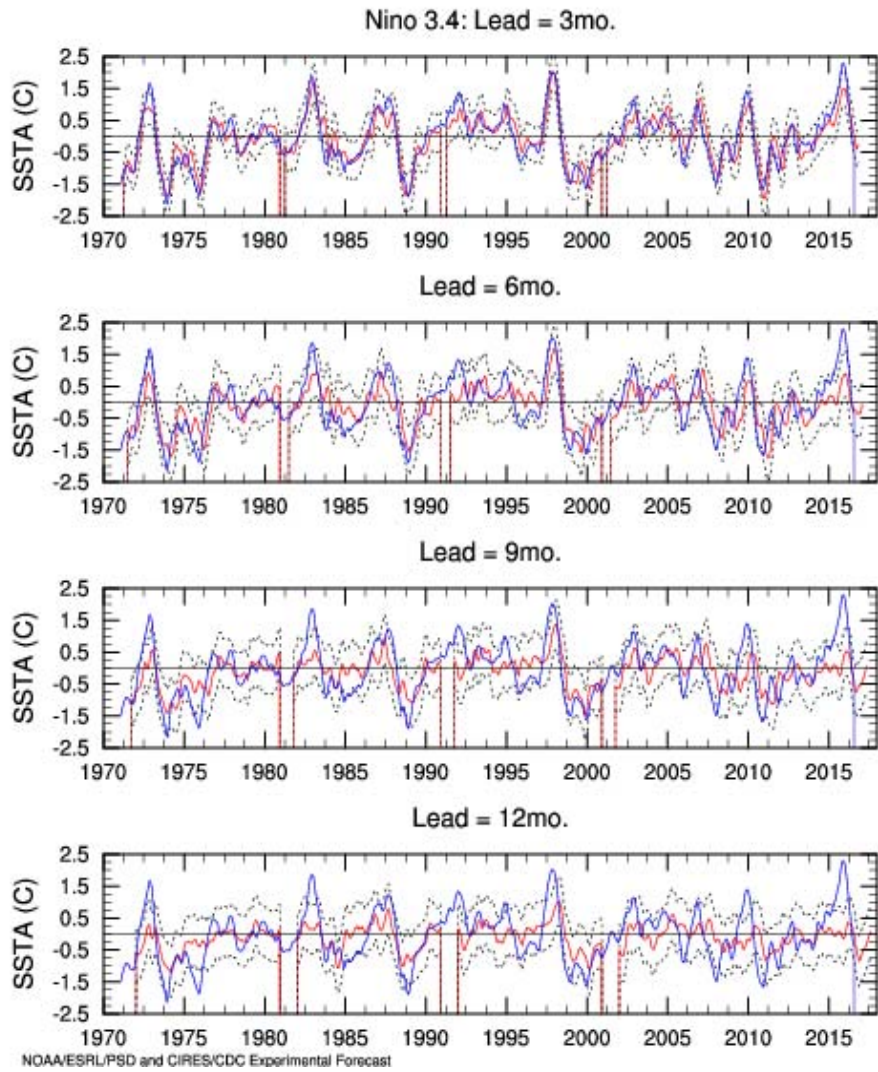 Nino 3.4: Lead = 3mo.
SSTA (C)
2.5
1.5
0.5
-0.5
-1.5
-2.5
1970 1975 1980 1985 1990 1995 2000 2005 2010 2015
Lead = 6mo.
SSTA (C)
2.5
1.5
0.5
-0.5
-1.5
-2.5
1970 1975 1980 1985 1990 1995 2000 2005 2010 2015
Lead = 9mo.
SSTA (C)
2.5
1.5
0.5
-0.5
-1.5
-2.5
1970 1975 1980 1985 1990 1995 2000 2005 2010 2015
Lead = 12mo.
SSTA (C)
2.5
1.5
0.5
-0.5
-1.5
-2.5
1970 1975 1980 1985 1990 1995 2000 2005 2010 2015
NOAA/ESRL/PSD and CIRES/CDC Experimental Forecast